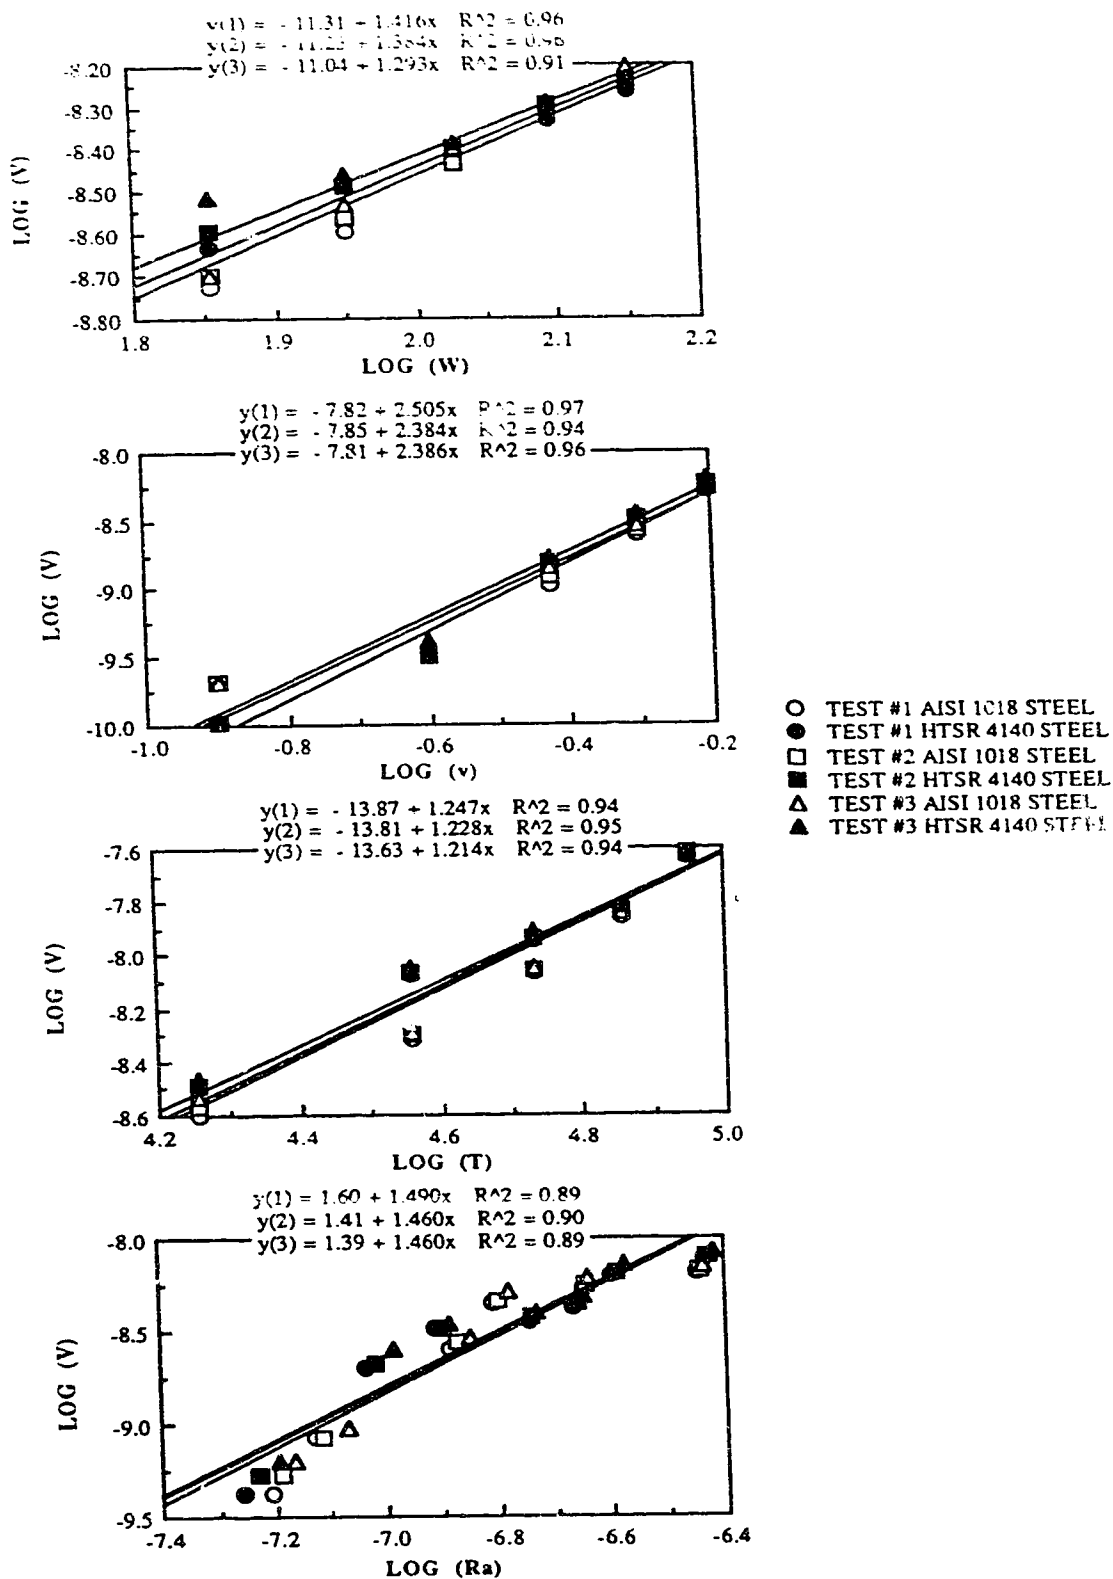 y(1) = - 11.31 + 1.416x R^2 = 0.96
y(2) = - 11.23 + 1.384x R^2 = 0.96
y(3) = - 11.04 + 1.293x R^2 = 0.91
-8.20
-8.30
-8.40
-8.50
-8.60
-8.70
-8.80
LOG (V)
1.8 1.9 2.0 2.1 2.2
LOG (W)
y(1) = - 7.82 + 2.505x R^2 = 0.97
y(2) = - 7.85 + 2.384x R^2 = 0.94
y(3) = - 7.81 + 2.386x R^2 = 0.96
-8.0
-8.5
-9.0
-9.5
-10.0
LOG (V)
-1.0 -0.8 -0.6 -0.4 -0.2
LOG (v)
TEST #1 AISI 1018 STEEL
TEST #1 HTSR 4140 STEEL
TEST #2 AISI 1018 STEEL
TEST #2 HTSR 4140 STEEL
TEST #3 AISI 1018 STEEL
TEST #3 HTSR 4140 STEEL
y(1) = - 13.87 + 1.247x R^2 = 0.94
y(2) = - 13.81 + 1.228x R^2 = 0.95
y(3) = - 13.63 + 1.214x R^2 = 0.94
-7.6
-7.8
-8.0
-8.2
-8.4
-8.6
LOG (V)
4.2 4.4 4.6 4.8 5.0
LOG (T)
y(1) = 1.60 + 1.490x R^2 = 0.89
y(2) = 1.41 + 1.460x R^2 = 0.90
y(3) = 1.39 + 1.460x R^2 = 0.89
-8.0
-8.5
-9.0
-9.5
LOG (V)
-7.4 -7.2 -7.0 -6.8 -6.6 -6.4
LOG (Ra)